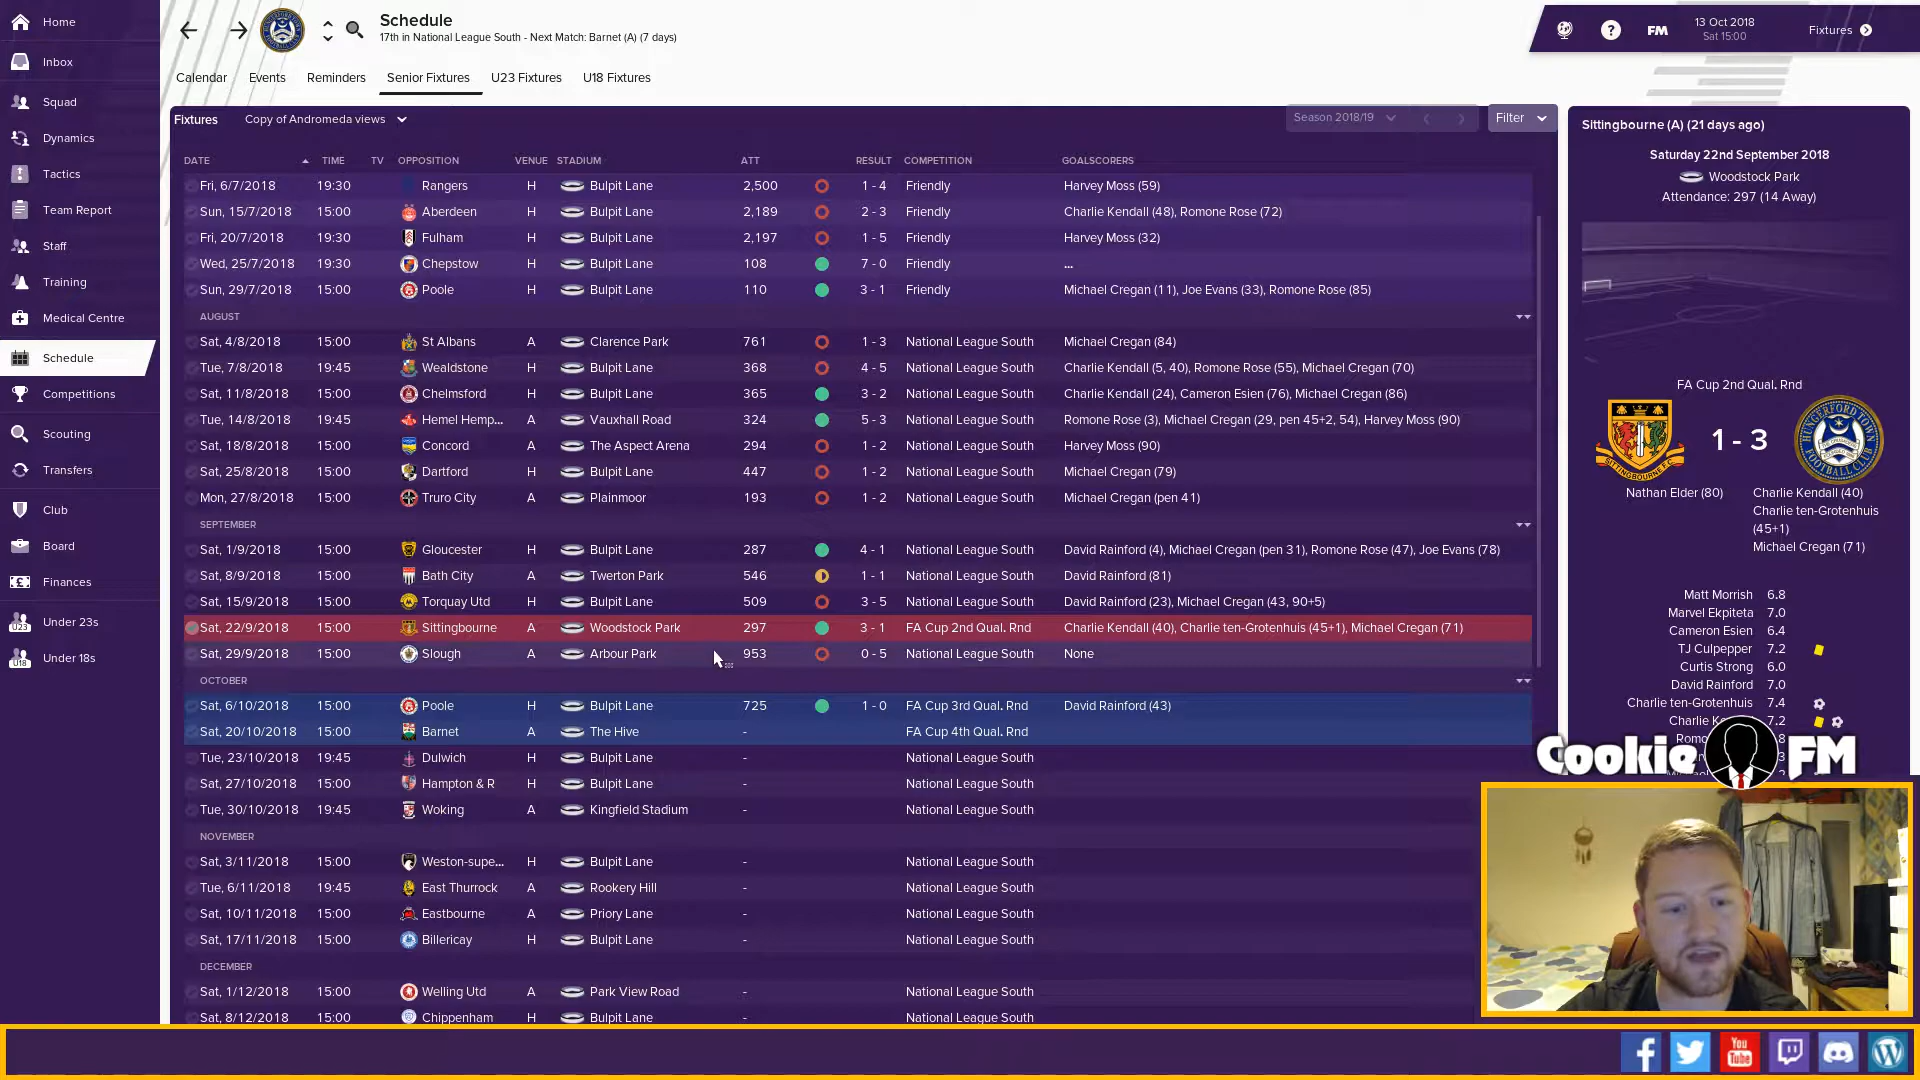 Home
Inbox
Squad
Dynamics
Tactics
Team Report
Staff
Training
Medical Centre
Schedule
Competitions
Scouting
Transfers
Club
Board
Finances
Under 23s
Under 18s
Schedule
17th in National League South - Next Match: Barnet (A) (7 days)
? FM 13 Oct 2018 Sat 15:00 Fixtures
Calendar Events Reminders Senior Fixtures U23 Fixtures U18 Fixtures
Fixtures Copy of Andromeda views Season 2018/19 Filter
DATE TIME TV OPPOSITION VENUE STADIUM ATT RESULT COMPETITION GOALSCORERS
Fri, 6/7/2018 19:30 Rangers H Bulpit Lane 2,500 1 - 4 Friendly Harvey Moss (59)
Sun, 15/7/2018 15:00 Aberdeen H Bulpit Lane 2,189 2 - 3 Friendly Charlie Kendall (48), Romone Rose (72)
Fri, 20/7/2018 19:30 Fulham H Bulpit Lane 2,197 1 - 5 Friendly Harvey Moss (32)
Wed, 25/7/2018 19:30 Chepstow H Bulpit Lane 108 7 - 0 Friendly ...
Sun, 29/7/2018 15:00 Poole H Bulpit Lane 110 3 - 1 Friendly Michael Cregan (11), Joe Evans (33), Romone Rose (85)
AUGUST
Sat, 4/8/2018 15:00 St Albans A Clarence Park 761 1 - 3 National League South Michael Cregan (84)
Tue, 7/8/2018 19:45 Wealdstone H Bulpit Lane 368 4 - 5 National League South Charlie Kendall (5, 40), Romone Rose (55), Michael Cregan (70)
Sat, 11/8/2018 15:00 Chelmsford H Bulpit Lane 365 3 - 2 National League South Charlie Kendall (24), Cameron Esien (76), Michael Cregan (86)
Tue, 14/8/2018 19:45 Hemel Hemp... A Vauxhall Road 324 5 - 3 National League South Romone Rose (3), Michael Cregan (29, pen 45+2, 54), Harvey Moss (90)
Sat, 18/8/2018 15:00 Concord A The Aspect Arena 294 1 - 2 National League South Harvey Moss (90)
Sat, 25/8/2018 15:00 Dartford H Bulpit Lane 447 1 - 2 National League South Michael Cregan (79)
Mon, 27/8/2018 15:00 Truro City A Plainmoor 193 1 - 2 National League South Michael Cregan (pen 41)
SEPTEMBER
Sat, 1/9/2018 15:00 Gloucester H Bulpit Lane 287 4 - 1 National League South David Rainford (4), Michael Cregan (pen 31), Romone Rose (47), Joe Evans (78)
Sat, 8/9/2018 15:00 Bath City A Twerton Park 546 1 - 1 National League South David Rainford (81)
Sat, 15/9/2018 15:00 Torquay Utd H Bulpit Lane 509 3 - 5 National League South David Rainford (23), Michael Cregan (43, 90+5)
Sat, 22/9/2018 15:00 Sittingbourne A Woodstock Park 297 3 - 1 FA Cup 2nd Qual. Rnd Charlie Kendall (40), Charlie ten-Grotenhuis (45+1), Michael Cregan (71)
Sat, 29/9/2018 15:00 Slough A Arbour Park 953 0 - 5 National League South None
OCTOBER
Sat, 6/10/2018 15:00 Poole H Bulpit Lane 725 1 - 0 FA Cup 3rd Qual. Rnd David Rainford (43)
Sat, 20/10/2018 15:00 Barnet A The Hive - FA Cup 4th Qual. Rnd
Tue, 23/10/2018 19:45 Dulwich H Bulpit Lane - National League South
Sat, 27/10/2018 15:00 Hampton & R H Bulpit Lane - National League South
Tue, 30/10/2018 19:45 Woking A Kingfield Stadium - National League South
NOVEMBER
Sat, 3/11/2018 15:00 Weston-supe... H Bulpit Lane - National League South
Tue, 6/11/2018 19:45 East Thurrock A Rookery Hill - National League South
Sat, 10/11/2018 15:00 Eastbourne A Priory Lane - National League South
Sat, 17/11/2018 15:00 Billericay H Bulpit Lane - National League South
DECEMBER
Sat, 1/12/2018 15:00 Welling Utd A Park View Road - National League South
Sat, 8/12/2018 15:00 Chippenham H Bulpit Lane - National League South
Sittingbourne (A) (21 days ago)
Saturday 22nd September 2018
Woodstock Park
Attendance: 297 (14 Away)
FA Cup 2nd Qual. Rnd
1 - 3
Nathan Elder (80)
Charlie Kendall (40)
Charlie ten-Grotenhuis
(45+1)
Michael Cregan (71)
Matt Morrish 6.8
Marvel Ekpiteta 7.0
Cameron Esien 6.4
TJ Culpepper 7.2
Curtis Strong 6.0
David Rainford 7.0
Charlie ten-Grotenhuis 7.4
Charlie 7.2
Cookie FM
You Tube